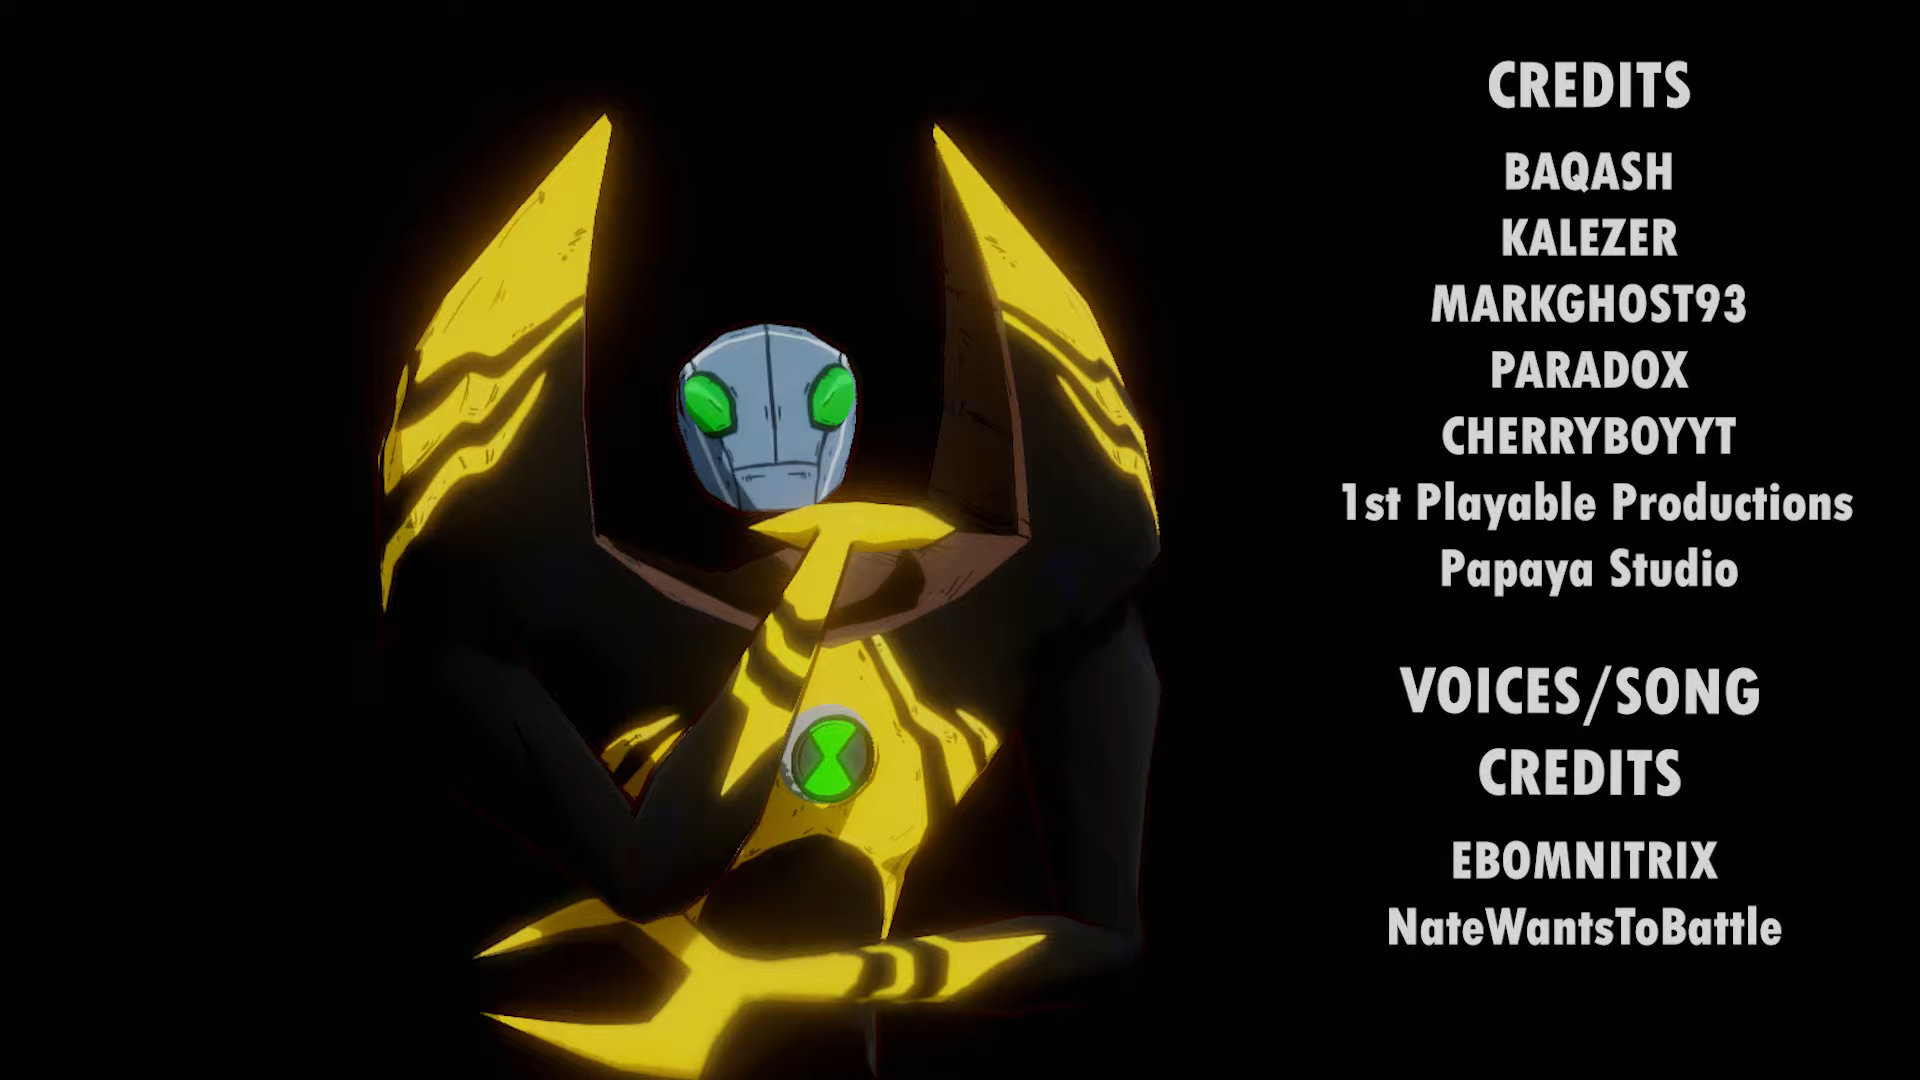 CREDITS
BAQASH
KALEZER
MARKGHOST93
PARADOX
CHERRYBOYYT
1st Playable Productions
Papaya Studio
VOICES/SONG
CREDITS
EBOMNITRIX
NateWantsToBattle